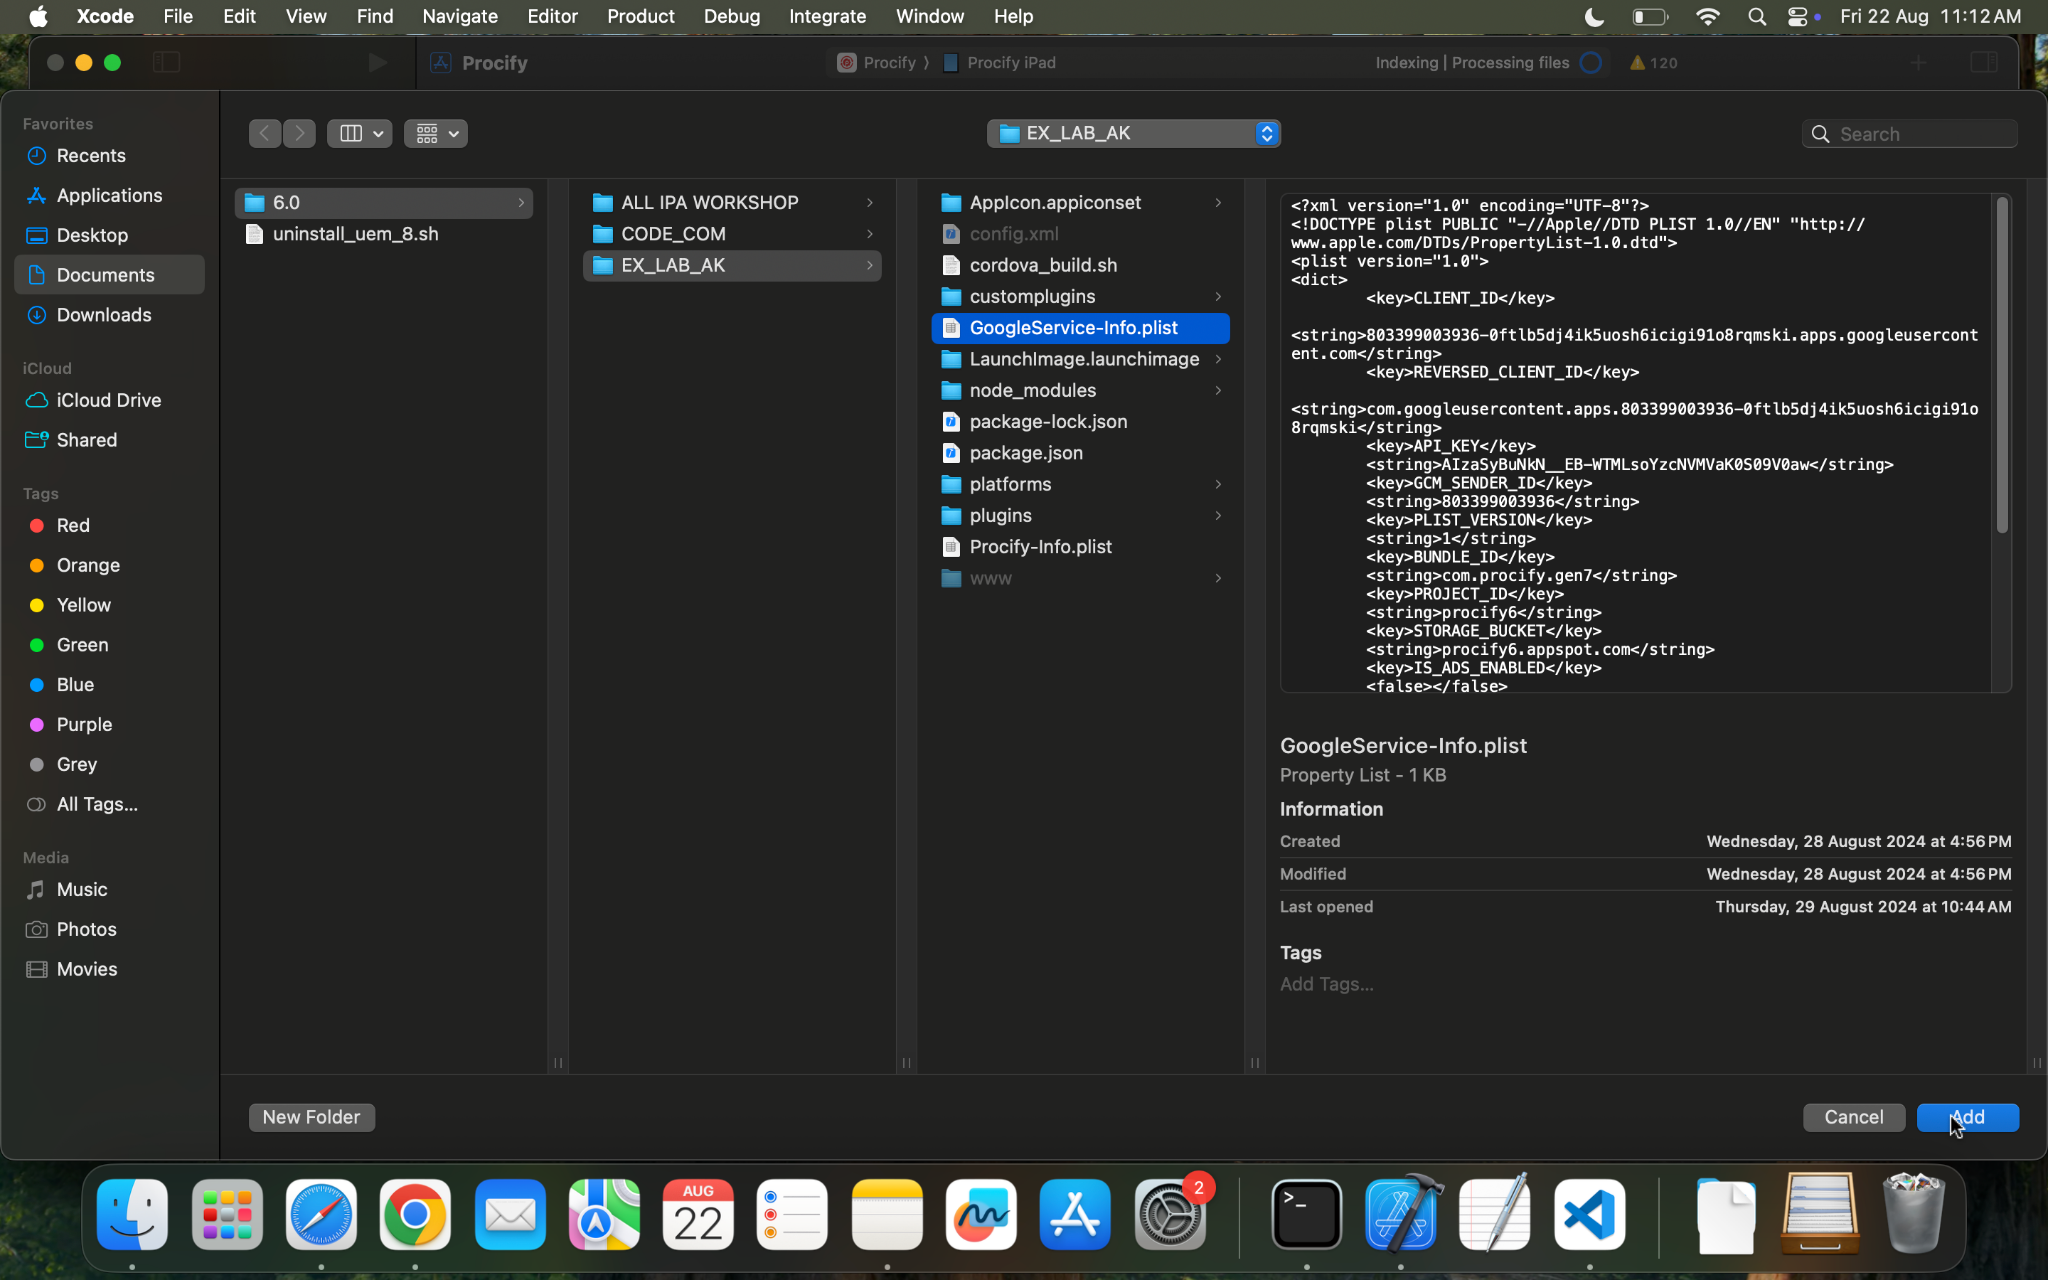 Xcode File Edit View Find Navigate Editor Product Debug Integrate Window Help Fri 22 Aug 11:12 AM
Procify Procify ⟩ Procify iPad Indexing | Processing files 120
EX_LAB_AK Search
Favorites
Recents
Applications
Desktop
Documents
Downloads
iCloud
iCloud Drive
Shared
Tags
Red
Orange
Yellow
Green
Blue
Purple
Grey
All Tags...
Media
Music
Photos
Movies
6.0
uninstall_uem_8.sh
ALL IPA WORKSHOP
CODE_COM
EX_LAB_AK
AppIcon.appiconset
config.xml
cordova_build.sh
customplugins
GoogleService-Info.plist
LaunchImage.launchimage
node_modules
package-lock.json
package.json
platforms
plugins
Procify-Info.plist
www
<?xml version="1.0" encoding="UTF-8"?>
<!DOCTYPE plist PUBLIC "-//Apple//DTD PLIST 1.0//EN" "http://
www.apple.com/DTDs/PropertyList-1.0.dtd">
<plist version="1.0">
<dict>
<key>CLIENT_ID</key>
<string>803399003936-0ftlb5dj4ik5uosh6icigi91o8rqmski.apps.googleusercont
ent.com</string>
<key>REVERSED_CLIENT_ID</key>
<string>com.googleusercontent.apps.803399003936-0ftlb5dj4ik5uosh6icigi91o
8rqmski</string>
<key>API_KEY</key>
<string>AIzaSyBuNkN__EB-WTMLsoYzcNVMVaK0S09V0aw</string>
<key>GCM_SENDER_ID</key>
<string>803399003936</string>
<key>PLIST_VERSION</key>
<string>1</string>
<key>BUNDLE_ID</key>
<string>com.procify.gen7</string>
<key>PROJECT_ID</key>
<string>procify6</string>
<key>STORAGE_BUCKET</key>
<string>procify6.appspot.com</string>
<key>IS_ADS_ENABLED</key>
<false></false>
GoogleService-Info.plist
Property List - 1 KB
Information
Created Wednesday, 28 August 2024 at 4:56 PM
Modified Wednesday, 28 August 2024 at 4:56 PM
Last opened Thursday, 29 August 2024 at 10:44 AM
Tags
Add Tags...
New Folder Cancel Add
AUG
22
2
>_